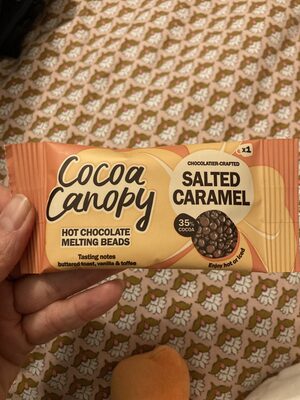 x1
Cocoa
Canopy
HOT CHOCOLATE
MELTING BEADS
Tasting notes
buttered toast, vanilla & toffee
CHOCOLATIER-CRAFTED
SALTED
CARAMEL
35%
COCOA
Enjoy hot or iced